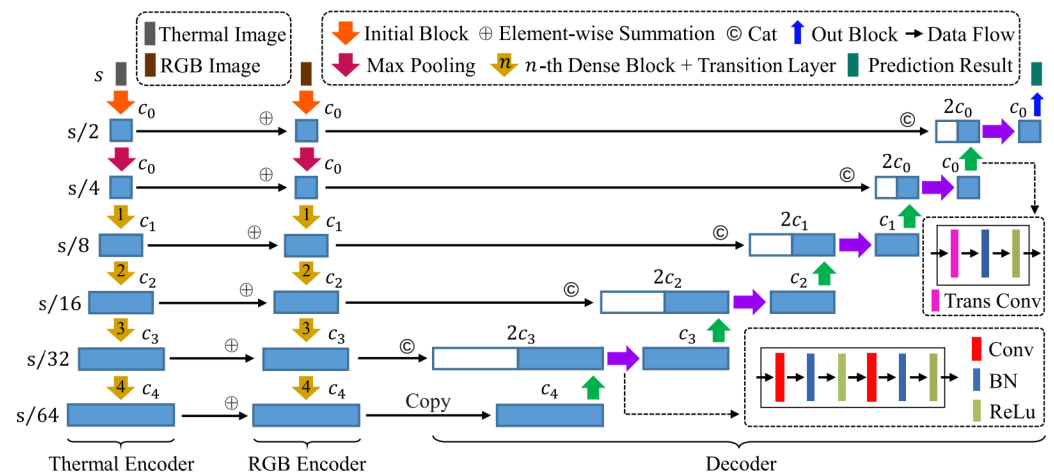 Thermal Image
RGB Image
Initial Block ⊕ Element-wise Summation © Cat Out Block Data Flow
Max Pooling n n-th Dense Block + Transition Layer Prediction Result
s
c0 c0 2c0 c0
s/2 ⊕ ©
c0 c0 2c0 c0
s/4 ⊕ ©
1 c1 1 c1 2c1 c1
s/8 ⊕ ©
2 c2 2 c2 2c2 c2
s/16 ⊕ ©
Trans Conv
3 c3 3 c3 2c3 c3
s/32 ⊕ ©
Conv
BN
ReLu
4 c4 4 c4 c4
s/64 ⊕ Copy
Thermal Encoder RGB Encoder Decoder